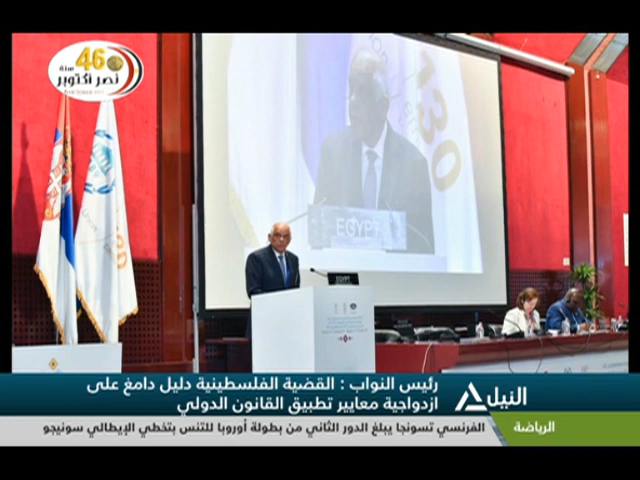 46
سنة
نصر أكتوبر
130
EGYPT
EGYPT
رئيس النواب : القضية الفلسطينية دليل دامغ على
ازدواجية معايير تطبيق القانون الدولي
النيل
الرياضة
الفرنسي تسونجا يبلغ الدور الثاني من بطولة أوروبا للتنس بتخطي الإيطالي سونيجو